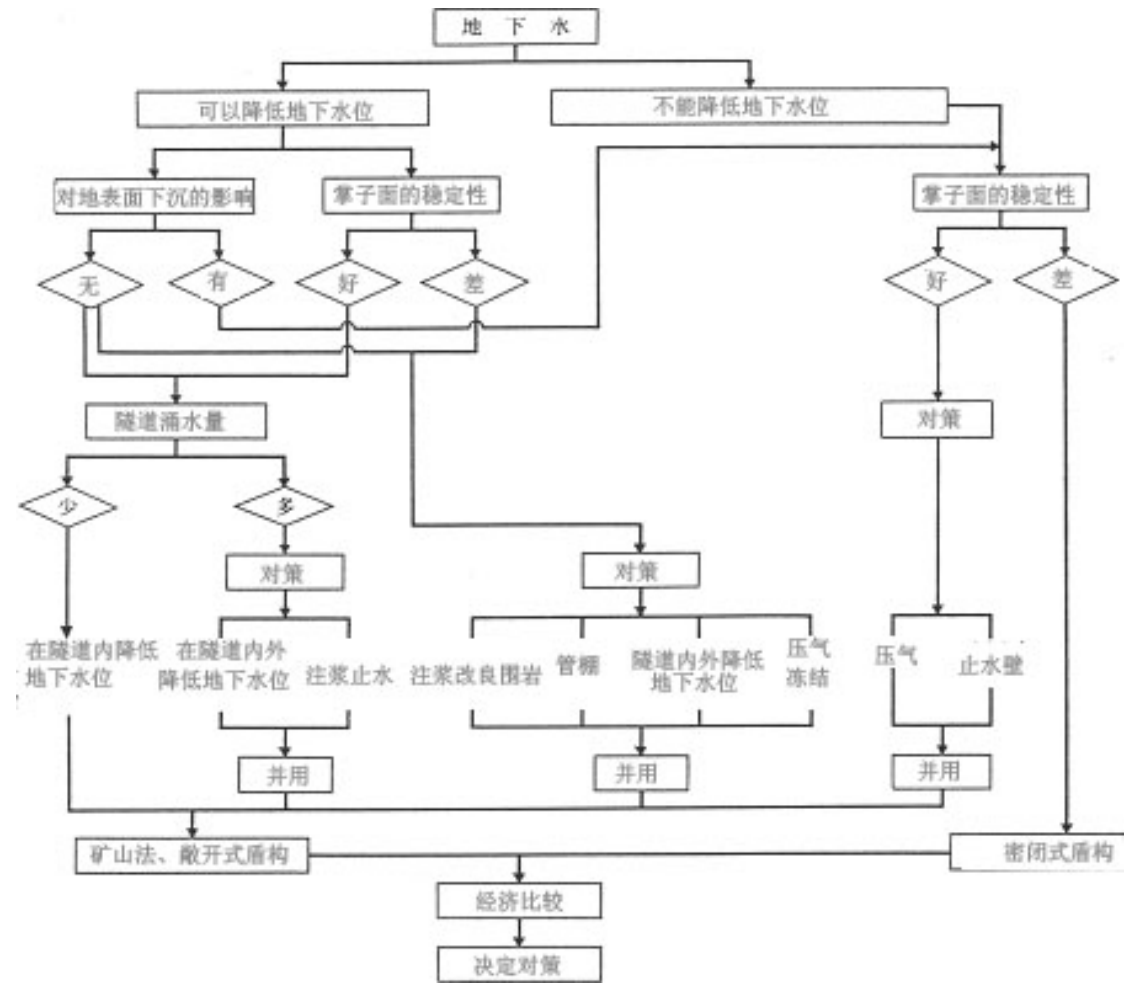 地 下 水
可以降低地下水位
不能降低地下水位
对地表面下沉的影响
掌子面的稳定性
掌子面的稳定性
无
有
好
差
好
差
隧道涌水量
对策
少
多
对策
对策
在隧道内降低
地下水位
在隧道内外
降低地下水位
注浆止水
注浆改良围岩
管棚
隧道内外降低
地下水位
压气
冻结
压气
止水壁
并用
并用
并用
矿山法、敞开式盾构
密闭式盾构
经济比较
决定对策